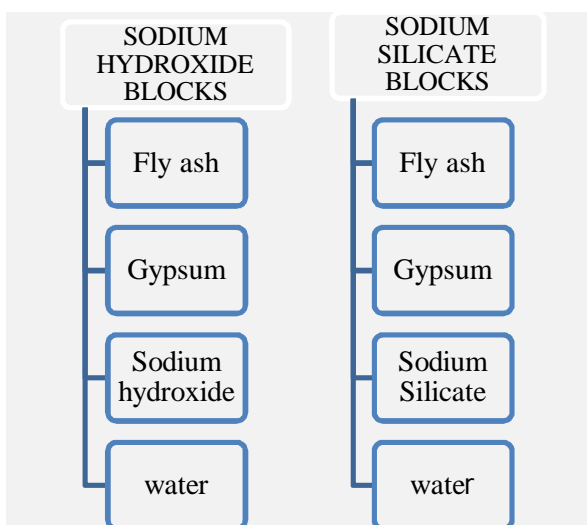 SODIUM
HYDROXIDE
BLOCKS
Fly ash
Gypsum
Sodium
hydroxide
water
SODIUM
SILICATE
BLOCKS
Fly ash
Gypsum
Sodium
Silicate
water